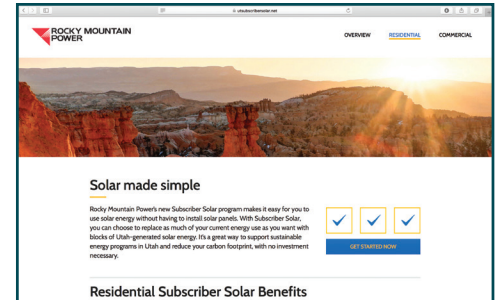 utsubscribersolar.net
ROCKY MOUNTAIN
POWER
OVERVIEW RESIDENTIAL COMMERCIAL
Solar made simple
Rocky Mountain Power's new Subscriber Solar program makes it easy for you to
use solar energy without having to install solar panels. With Subscriber Solar,
you can choose to replace as much of your current energy use as you want with
blocks of Utah-generated solar energy. It's a great way to support sustainable
energy programs in Utah and reduce your carbon footprint, with no investment
necessary.
GET STARTED NOW
Residential Subscriber Solar Benefits